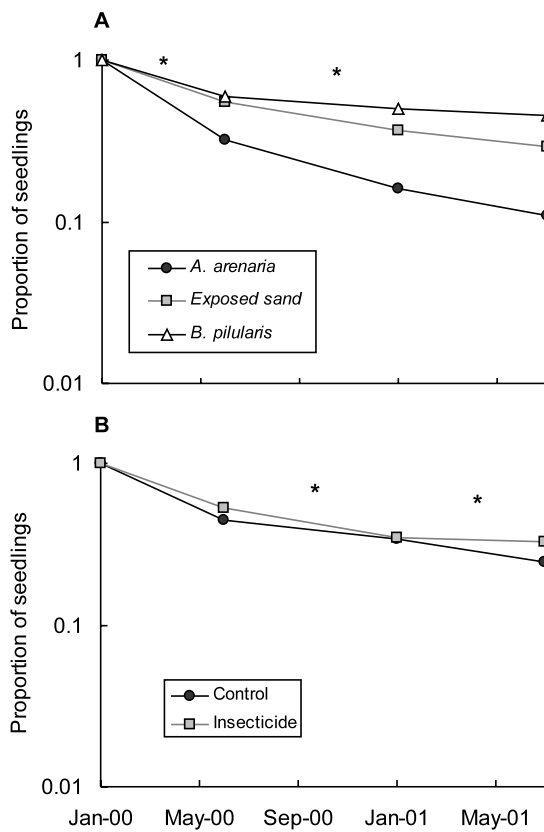 A
1
*
*
Proportion of seedlings
0.1
A. arenaria
Exposed sand
B. pilularis
0.01
B
1
*
*
Proportion of seedlings
0.1
Control
Insecticide
0.01
Jan-00 May-00 Sep-00 Jan-01 May-01